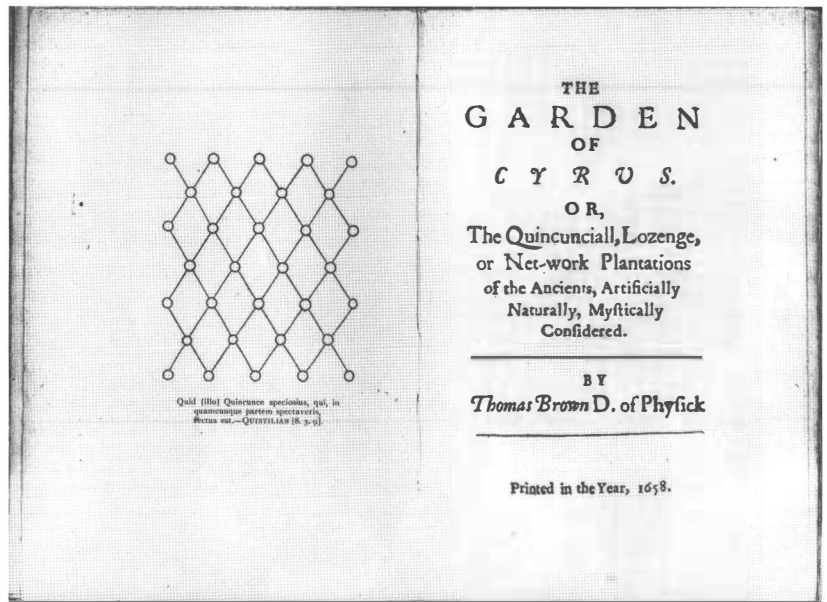 Quid [illo] Quincunce speciosius, qui, in
quamcunque partem spectaveris,
rectus est.—QUINTILIAN [8. 3. 9].
THE
GARDEN
OF
CYRUS.
OR,
The Quincunciall, Lozenge,
or Net-work Plantations
of the Ancients, Artificially
Naturally, Myſtically
Conſidered.
BY
Thomas Brown D. of Phyſick
Printed in the Year, 1658.